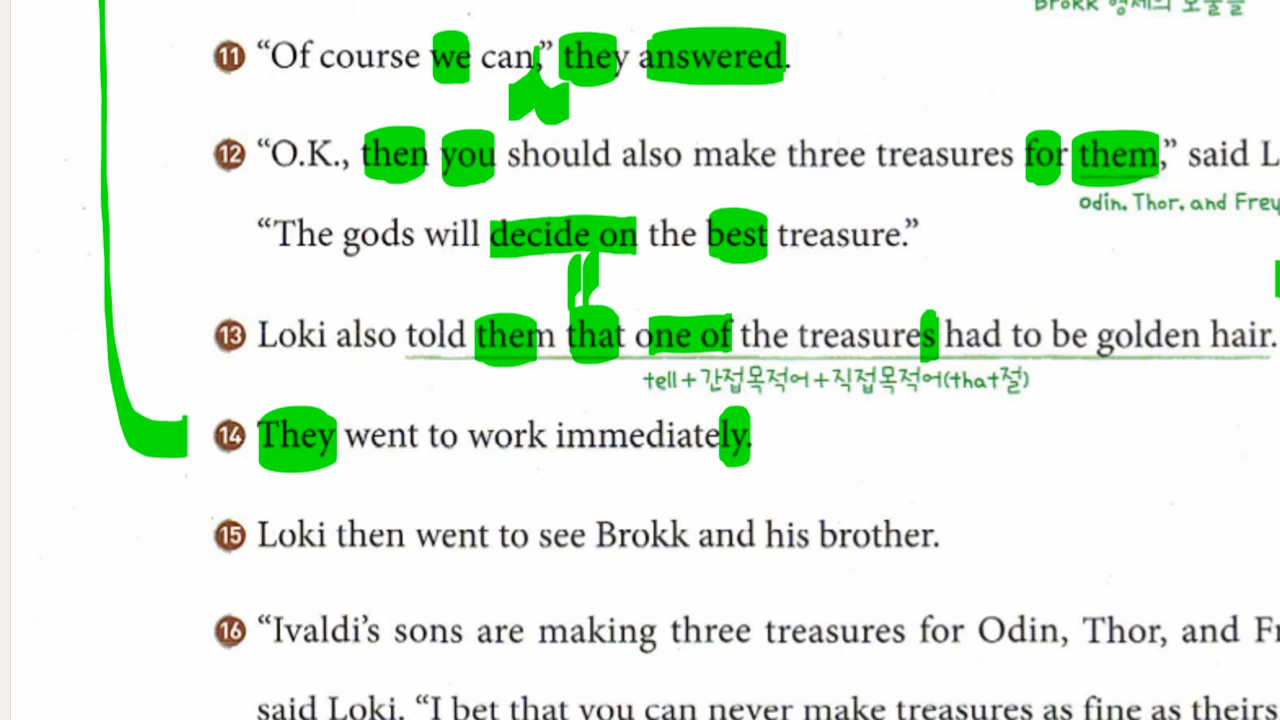 Brokk 형제의 보물들
⑪ “Of course we can,” they answered.
⑫ “O.K., then you should also make three treasures for them,” said L
odin. Thor. and Frey
“The gods will decide on the best treasure.”
⑬ Loki also told them that one of the treasures had to be golden hair.
tell+간접목적어+직접목적어(that절)
⑭ They went to work immediately.
⑮ Loki then went to see Brokk and his brother.
⑯ “Ivaldi’s sons are making three treasures for Odin, Thor, and Fr
said Loki. “I bet that you can never make treasures as fine as theirs